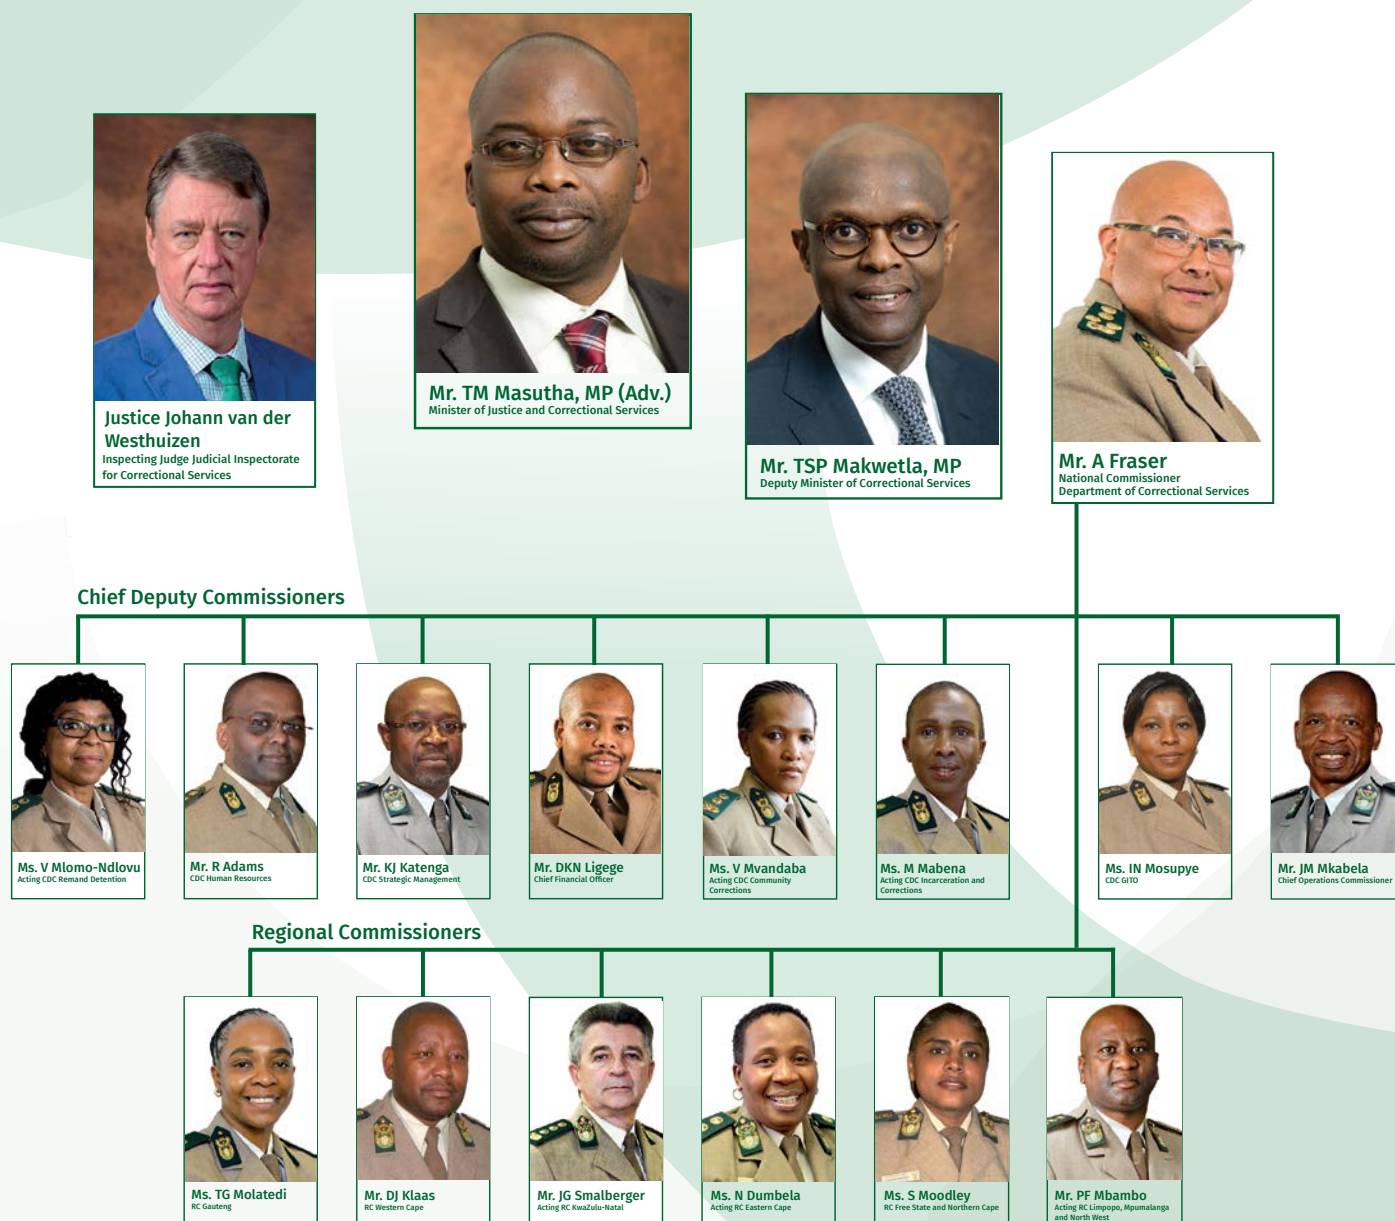 Justice Johann van der
Westhuizen
Inspecting Judge Judicial Inspectorate
for Correctional Services
Mr. TM Masutha, MP (Adv.)
Minister of Justice and Correctional Services
Mr. TSP Makwetla, MP
Deputy Minister of Correctional Services
Mr. A Fraser
National Commissioner
Department of Correctional Services
Chief Deputy Commissioners
Ms. V Mlomo-Ndlovu
Acting CDC Remand Detention
Mr. R Adams
CDC Human Resources
Mr. KJ Katenga
CDC Strategic Management
Mr. DKN Ligege
Chief Financial Officer
Ms. V Mvandaba
Acting CDC Community
Corrections
Ms. M Mabena
Acting CDC Incarceration and
Corrections
Ms. IN Mosupye
CDC GITO
Mr. JM Mkabela
Chief Operations Commissioner
Regional Commissioners
Ms. TG Molatedi
RC Gauteng
Mr. DJ Klaas
RC Western Cape
Mr. JG Smalberger
Acting RC KwaZulu-Natal
Ms. N Dumbela
Acting RC Eastern Cape
Ms. S Moodley
RC Free State and Northern Cape
Mr. PF Mbambo
Acting RC Limpopo, Mpumalanga
and North West